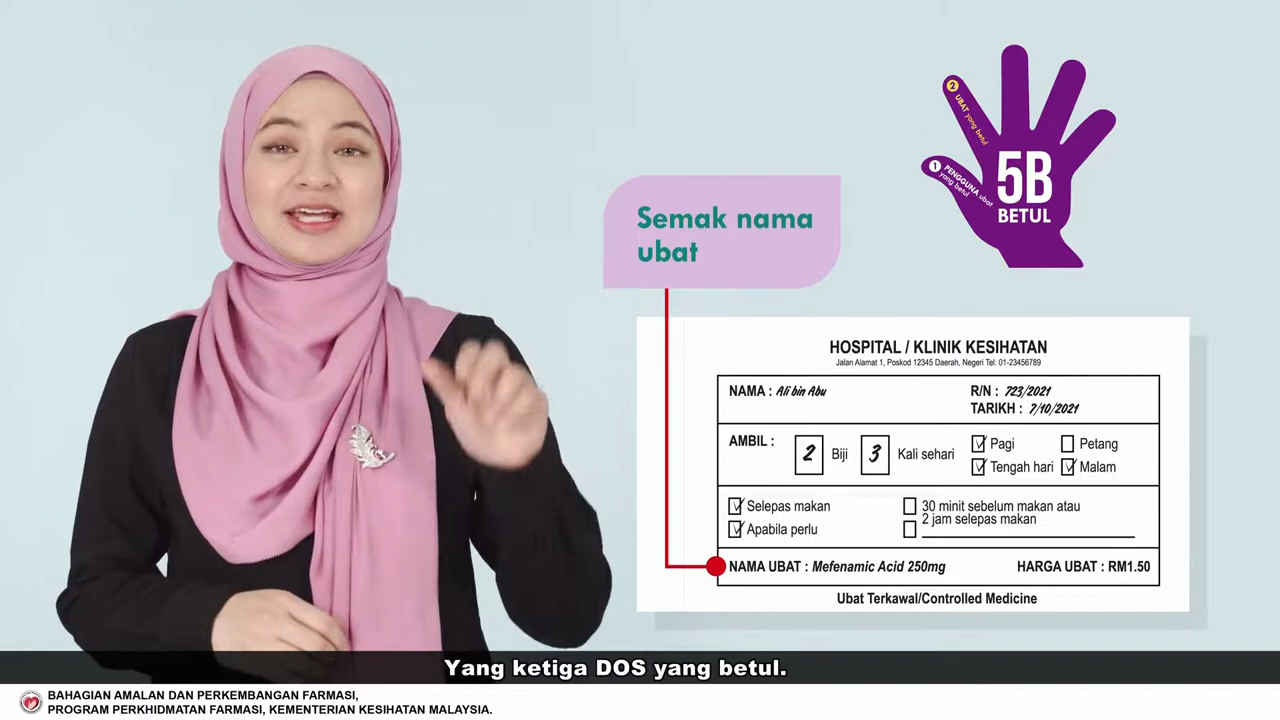 2 UBAT yang betul
1 PENGGUNA ubat
yang betul
5B
BETUL
Semak nama
ubat
HOSPITAL / KLINIK KESIHATAN
Jalan Alamat 1, Poskod 12345 Daerah, Negeri Tel: 01-23456789
NAMA : Ali bin Abu R/N : 723/2021
TARIKH : 7/10/2021
AMBIL : 2 Biji 3 Kali sehari Pagi Petang
Tengah hari Malam
Selepas makan 30 minit sebelum makan atau
2 jam selepas makan
Apabila perlu
NAMA UBAT : Mefenamic Acid 250mg HARGA UBAT : RM1.50
Ubat Terkawal/Controlled Medicine
Yang ketiga DOS yang betul.
BAHAGIAN AMALAN DAN PERKEMBANGAN FARMASI,
PROGRAM PERKHIDMATAN FARMASI, KEMENTERIAN KESIHATAN MALAYSIA.